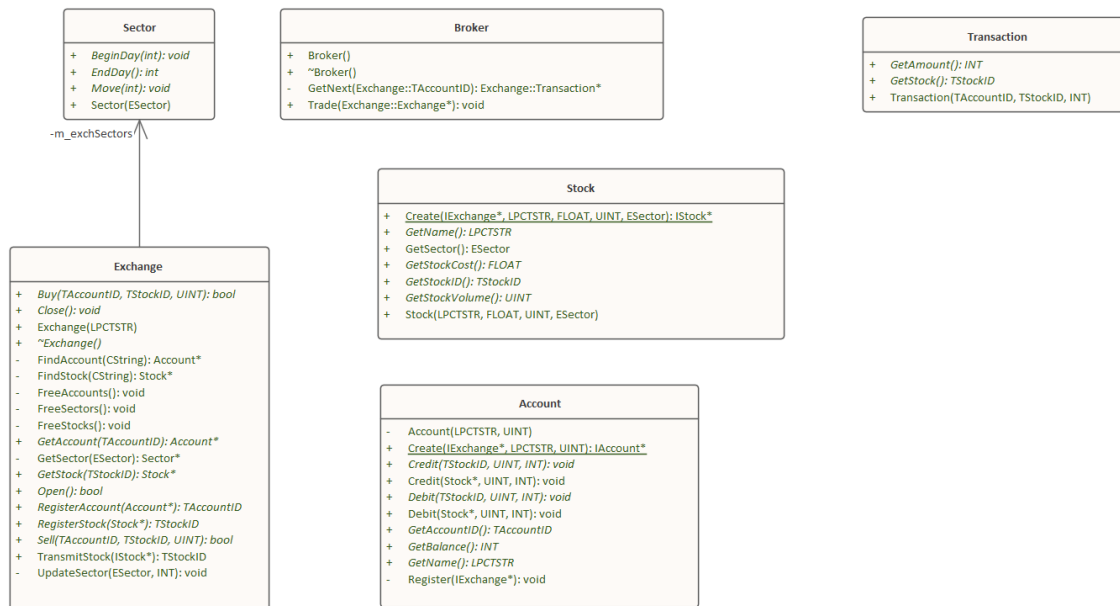 Sector
+ BeginDay(int): void
+ EndDay(): int
+ Move(int): void
+ Sector(ESector)
Broker
+ Broker()
+ ~Broker()
- GetNext(Exchange::TAccountID): Exchange::Transaction*
+ Trade(Exchange::Exchange*): void
Transaction
+ GetAmount(): INT
+ GetStock(): TStockID
+ Transaction(TAccountID, TStockID, INT)
-m_exchSectors
Stock
+ Create(IExchange*, LPCTSTR, FLOAT, UINT, ESector): IStock*
+ GetName(): LPCTSTR
+ GetSector(): ESector
+ GetStockCost(): FLOAT
+ GetStockID(): TStockID
+ GetStockVolume(): UINT
+ Stock(LPCTSTR, FLOAT, UINT, ESector)
Exchange
+ Buy(TAccountID, TStockID, UINT): bool
+ Close(): void
+ Exchange(LPCTSTR)
+ ~Exchange()
- FindAccount(CString): Account*
- FindStock(CString): Stock*
- FreeAccounts(): void
- FreeSectors(): void
- FreeStocks(): void
+ GetAccount(TAccountID): Account*
- GetSector(ESector): Sector*
+ GetStock(TStockID): Stock*
+ Open(): bool
+ RegisterAccount(Account*): TAccountID
+ RegisterStock(Stock*): TStockID
+ Sell(TAccountID, TStockID, UINT): bool
+ TransmitStock(IStock*): TStockID
- UpdateSector(ESector, INT): void
Account
- Account(LPCTSTR, UINT)
+ Create(IExchange*, LPCTSTR, UINT): IAccount*
+ Credit(TStockID, UINT, INT): void
+ Credit(Stock*, UINT, INT): void
+ Debit(TStockID, UINT, INT): void
+ Debit(Stock*, UINT, INT): void
+ GetAccountID(): TAccountID
+ GetBalance(): INT
+ GetName(): LPCTSTR
- Register(IExchange*): void